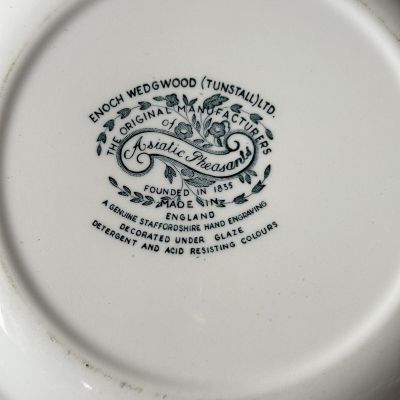 ENOCH WEDGWOOD (TUNSTALL) LTD.
THE ORIGINAL MANUFACTURERS
of
Asiatic Pheasants
FOUNDED IN 1835
MADE IN
ENGLAND
A GENUINE STAFFORDSHIRE HAND ENGRAVING
DECORATED UNDER GLAZE
DETERGENT AND ACID RESISTING COLOURS